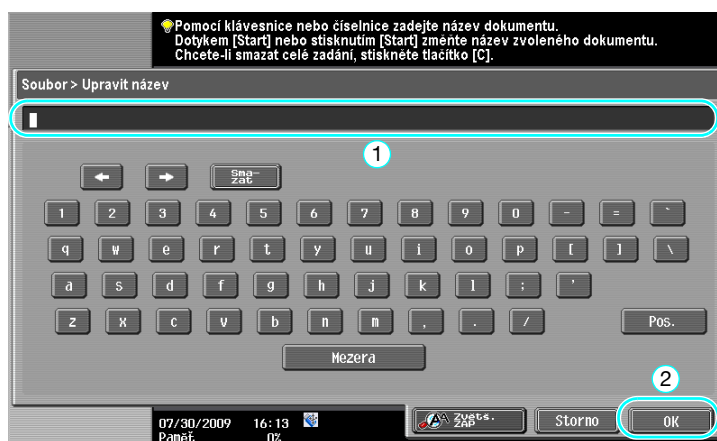 Pomocí klávesnice nebo číselnice zadejte název dokumentu.
Dotykem [Start] nebo stisknutím [Start] změňte název zvoleného dokumentu.
Chcete-li smazat celé zadání, stiskněte tlačítko [C].
Soubor > Upravit název
1
← → Sma-
zat
1 2 3 4 5 6 7 8 9 0 - = `
q w e r t y u i o p [ ] \
a s d f g h j k l ; '
z x c v b n m , . / Pos.
Mezera
2
Zvětš.
ZAP
Storno
OK
07/30/2009 16:13
Paměť. 0%